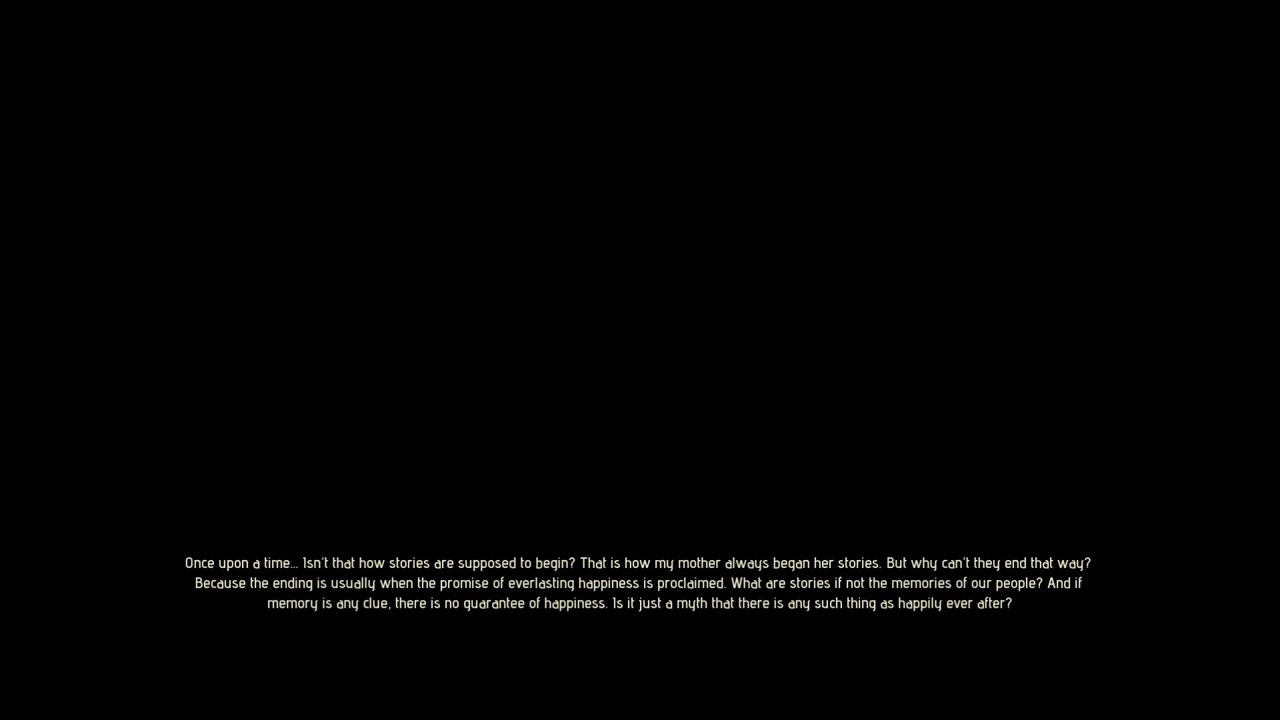 Once upon a time... Isn't that how stories are supposed to begin? That is how my mother always began her stories. But why can't they end that way?
Because the ending is usually when the promise of everlasting happiness is proclaimed. What are stories if not the memories of our people? And if
memory is any clue, there is no guarantee of happiness. Is it just a myth that there is any such thing as happily ever after?